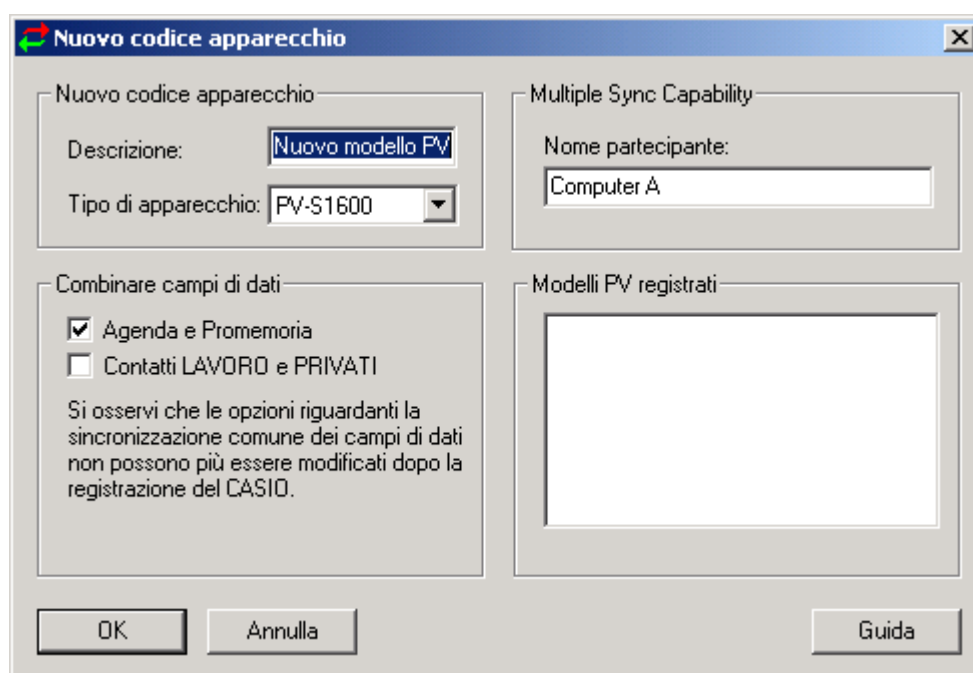 Nuovo codice apparecchio
Nuovo codice apparecchio
Descrizione:
Nuovo modello PV
Tipo di apparecchio:
PV-S1600
Multiple Sync Capability
Nome partecipante:
Computer A
Combinare campi di dati
Agenda e Promemoria
Contatti LAVORO e PRIVATI
Si osservi che le opzioni riguardanti la
sincronizzazione comune dei campi di dati
non possono più essere modificati dopo la
registrazione del CASIO.
Modelli PV registrati
OK
Annulla
Guida